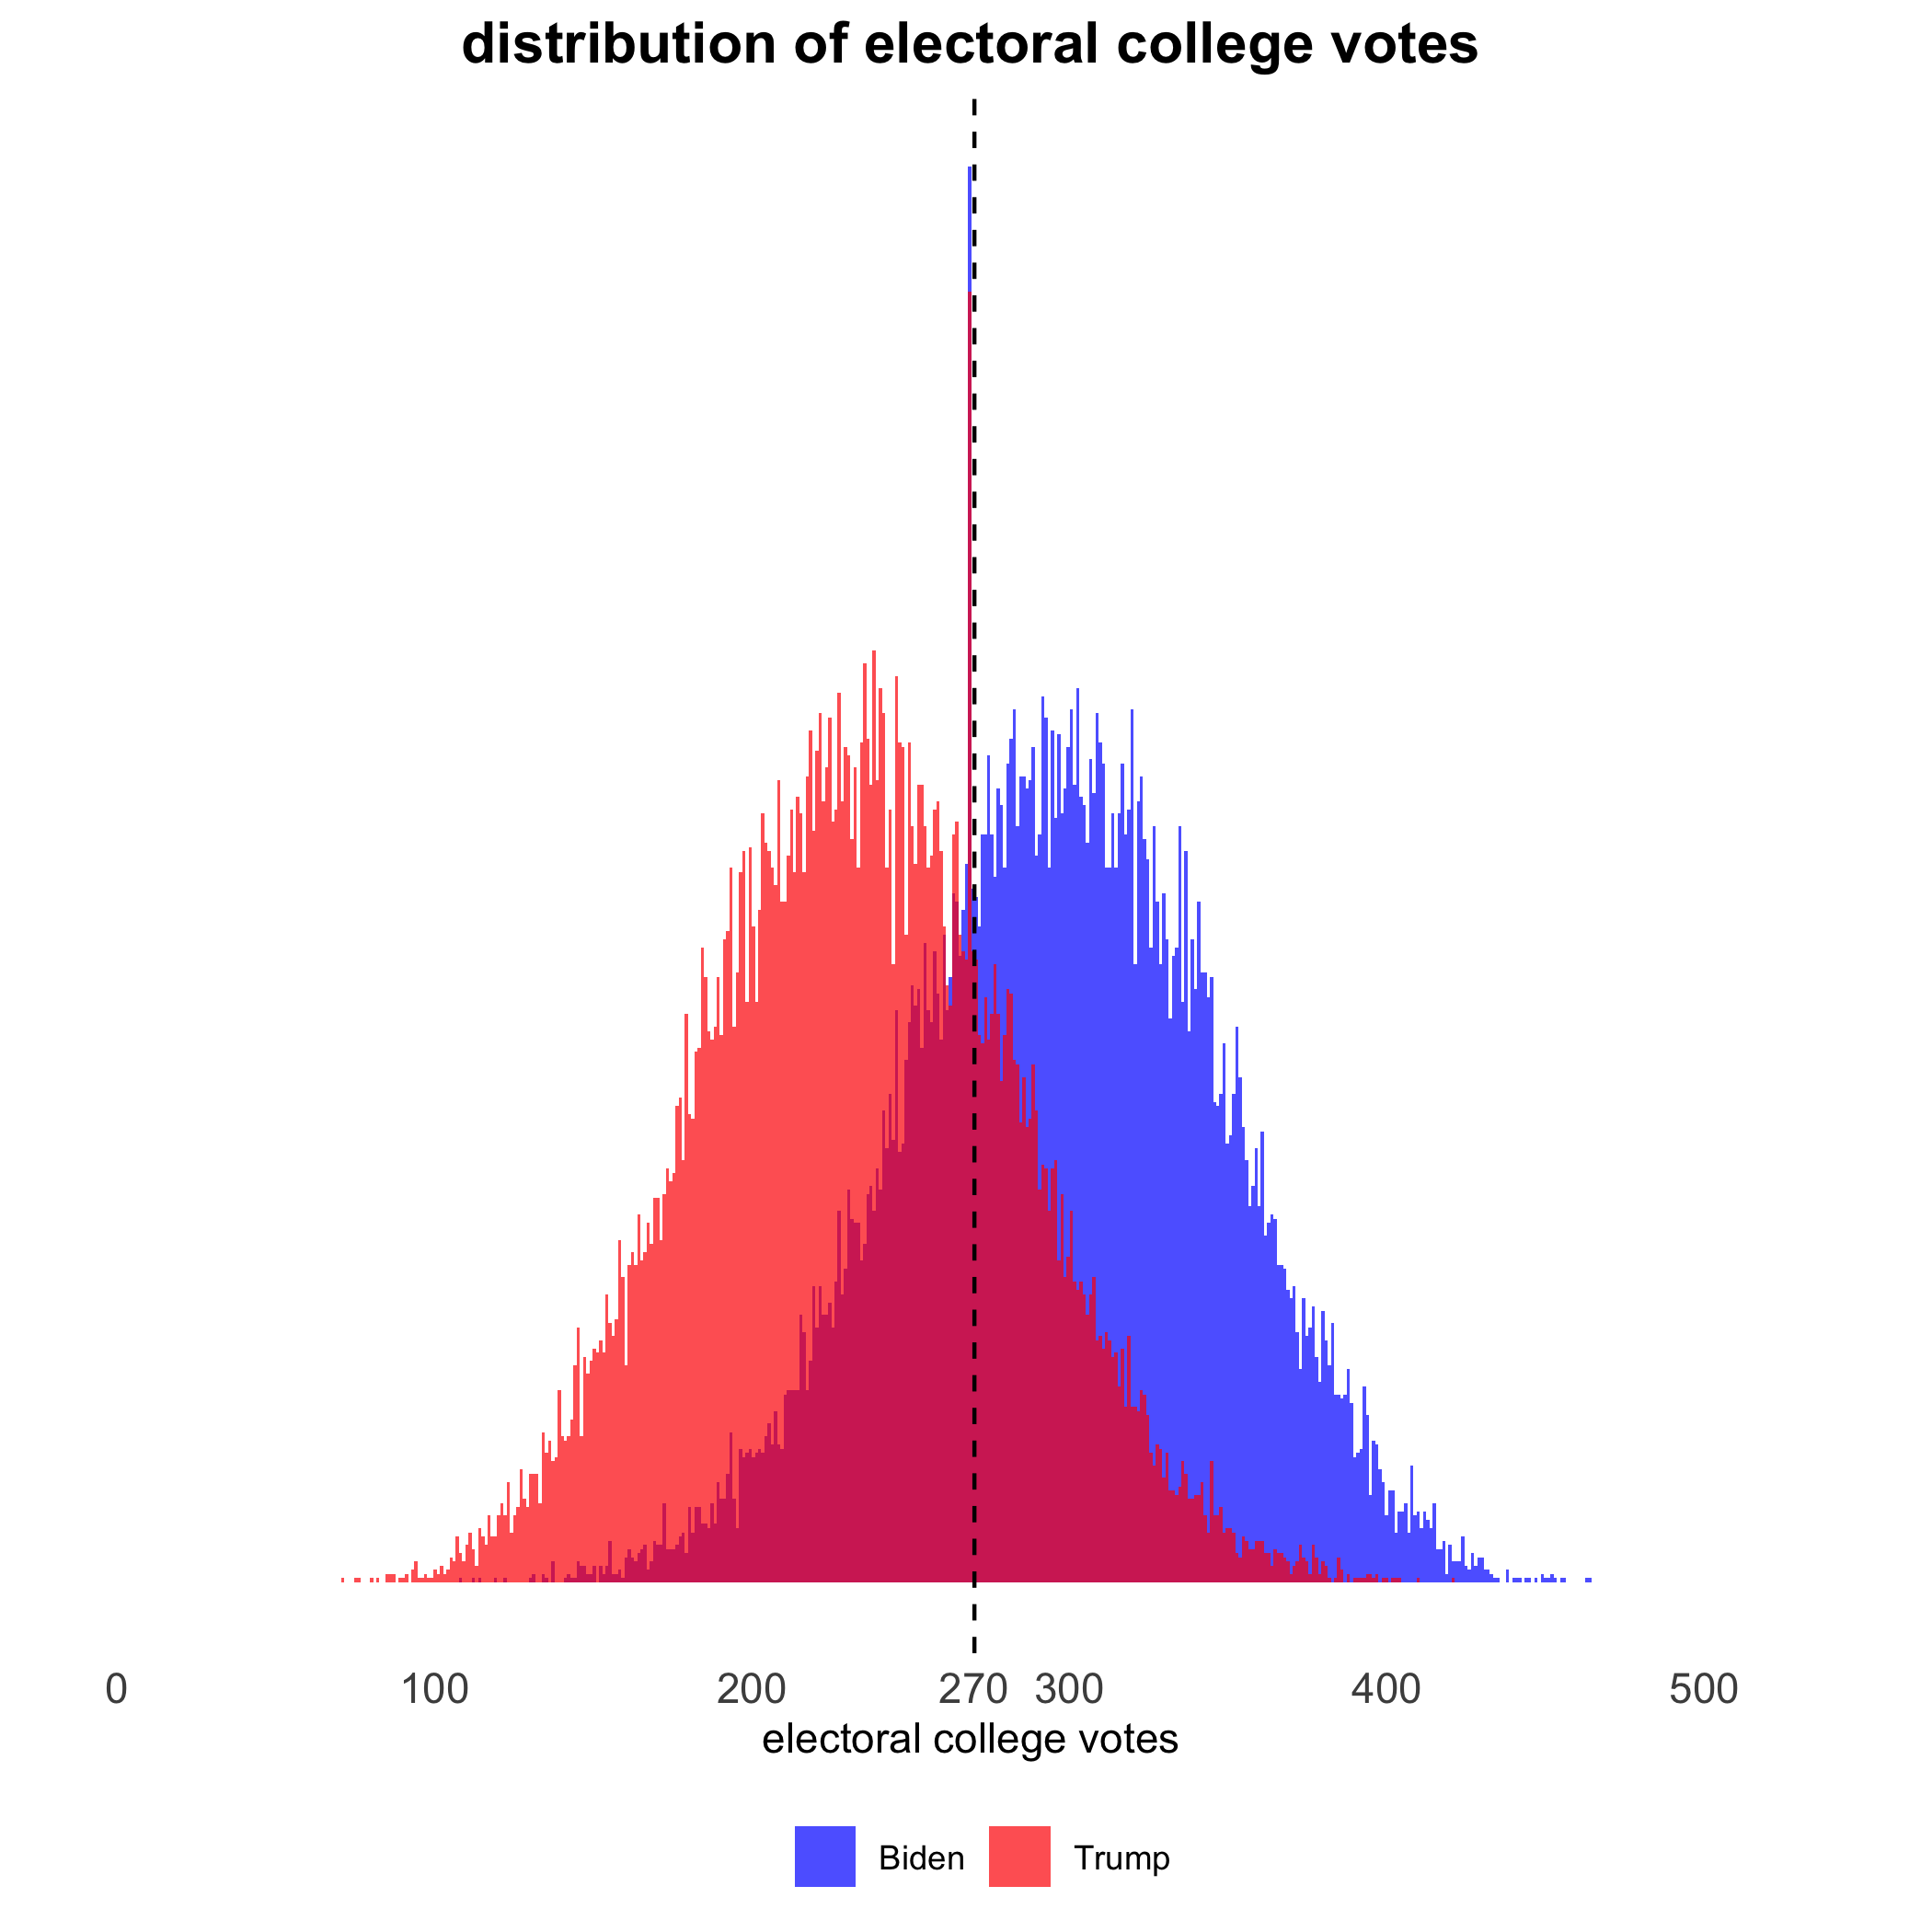 distribution of electoral college votes
0 100 200 270 300 400 500
electoral college votes
Biden Trump